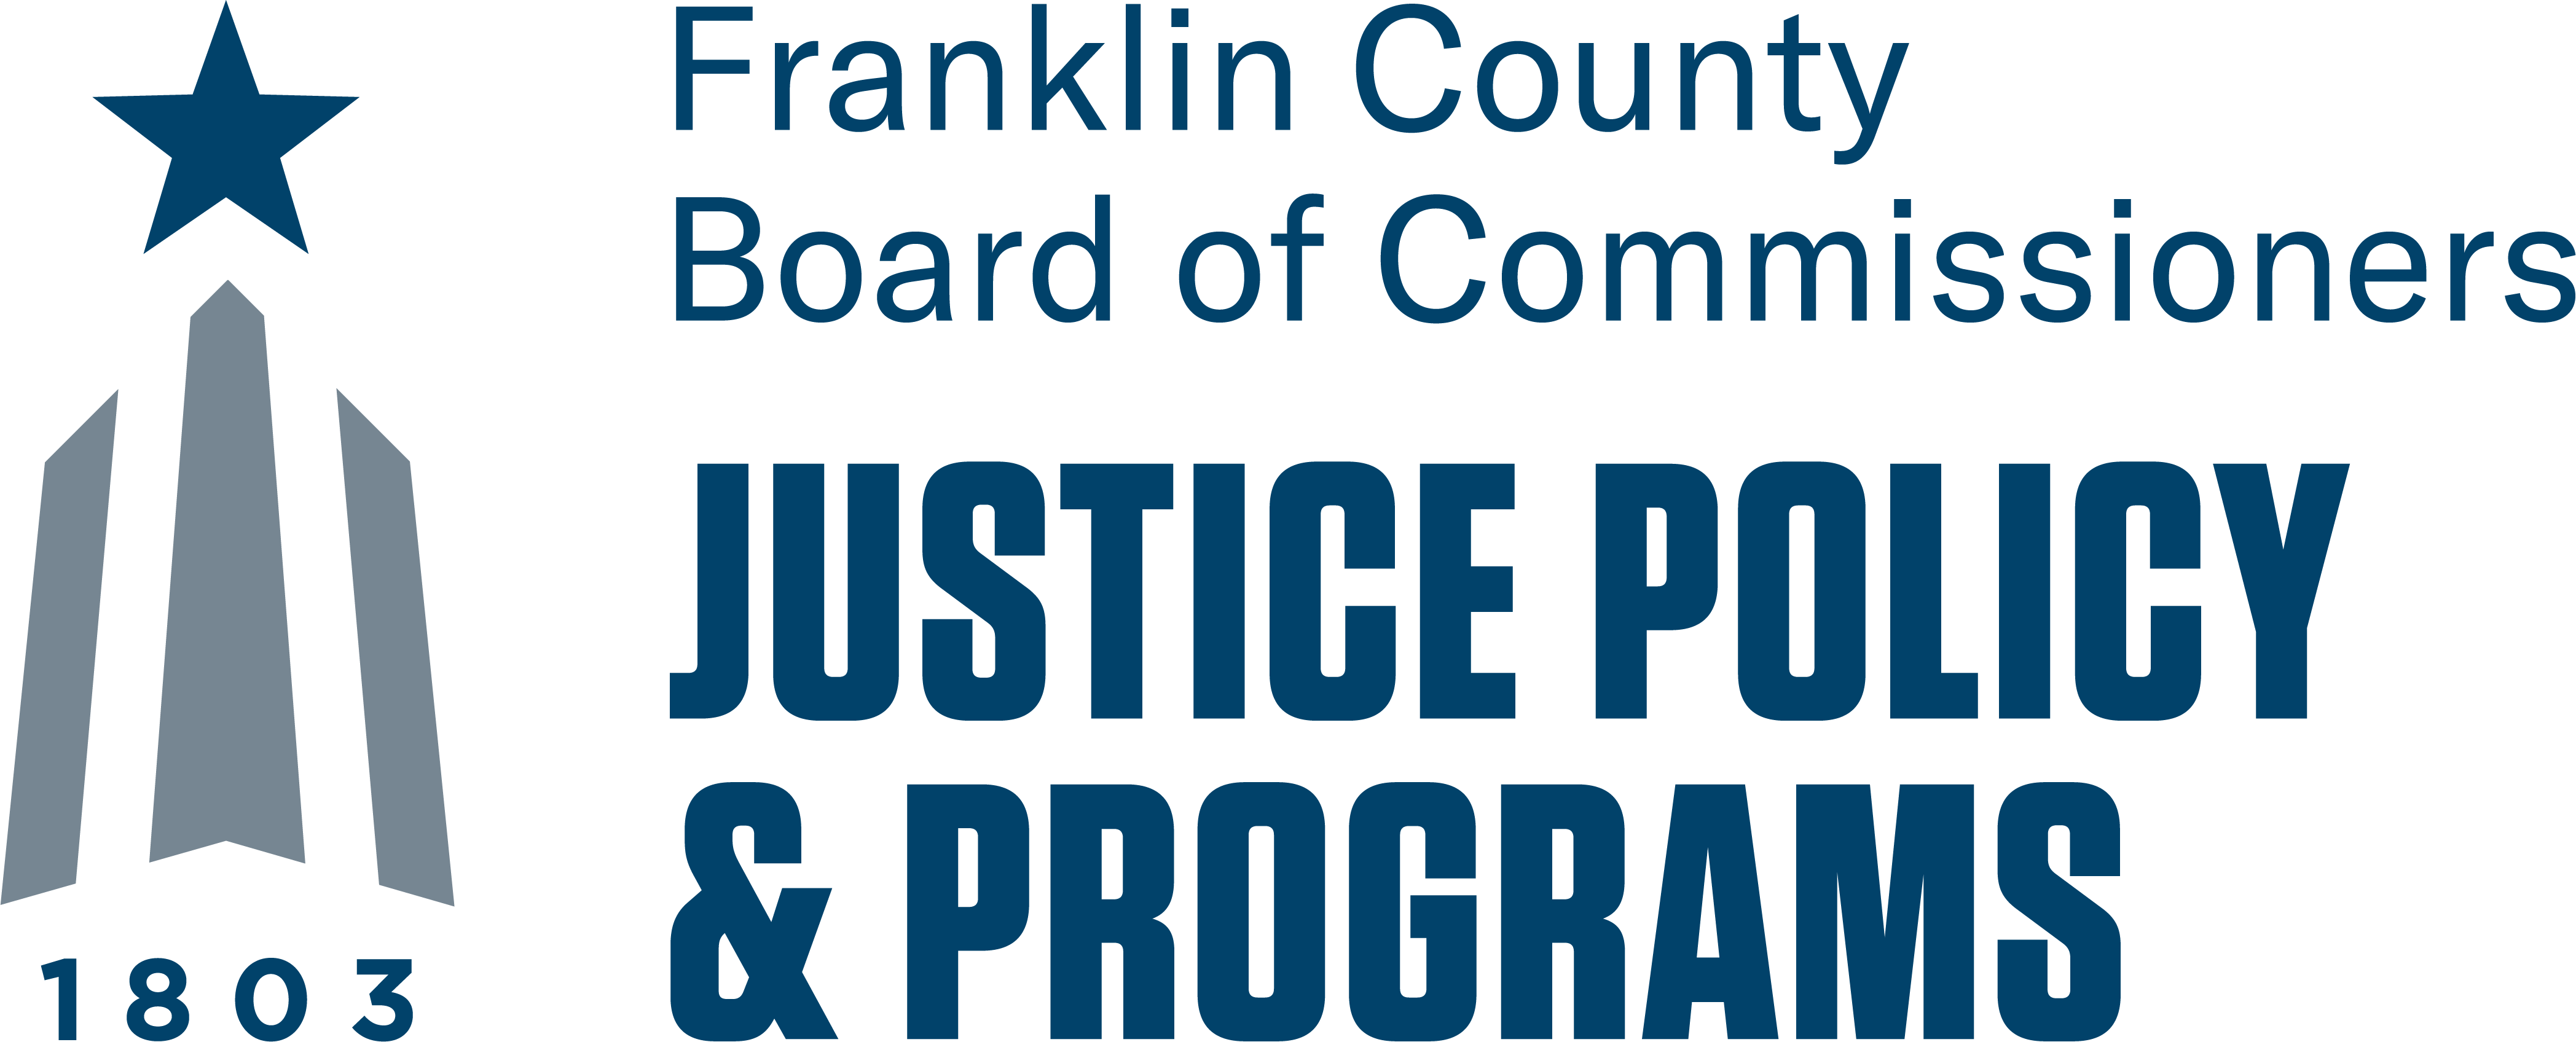 Franklin County
Board of Commissioners
JUSTICE POLICY
& PROGRAMS
1803